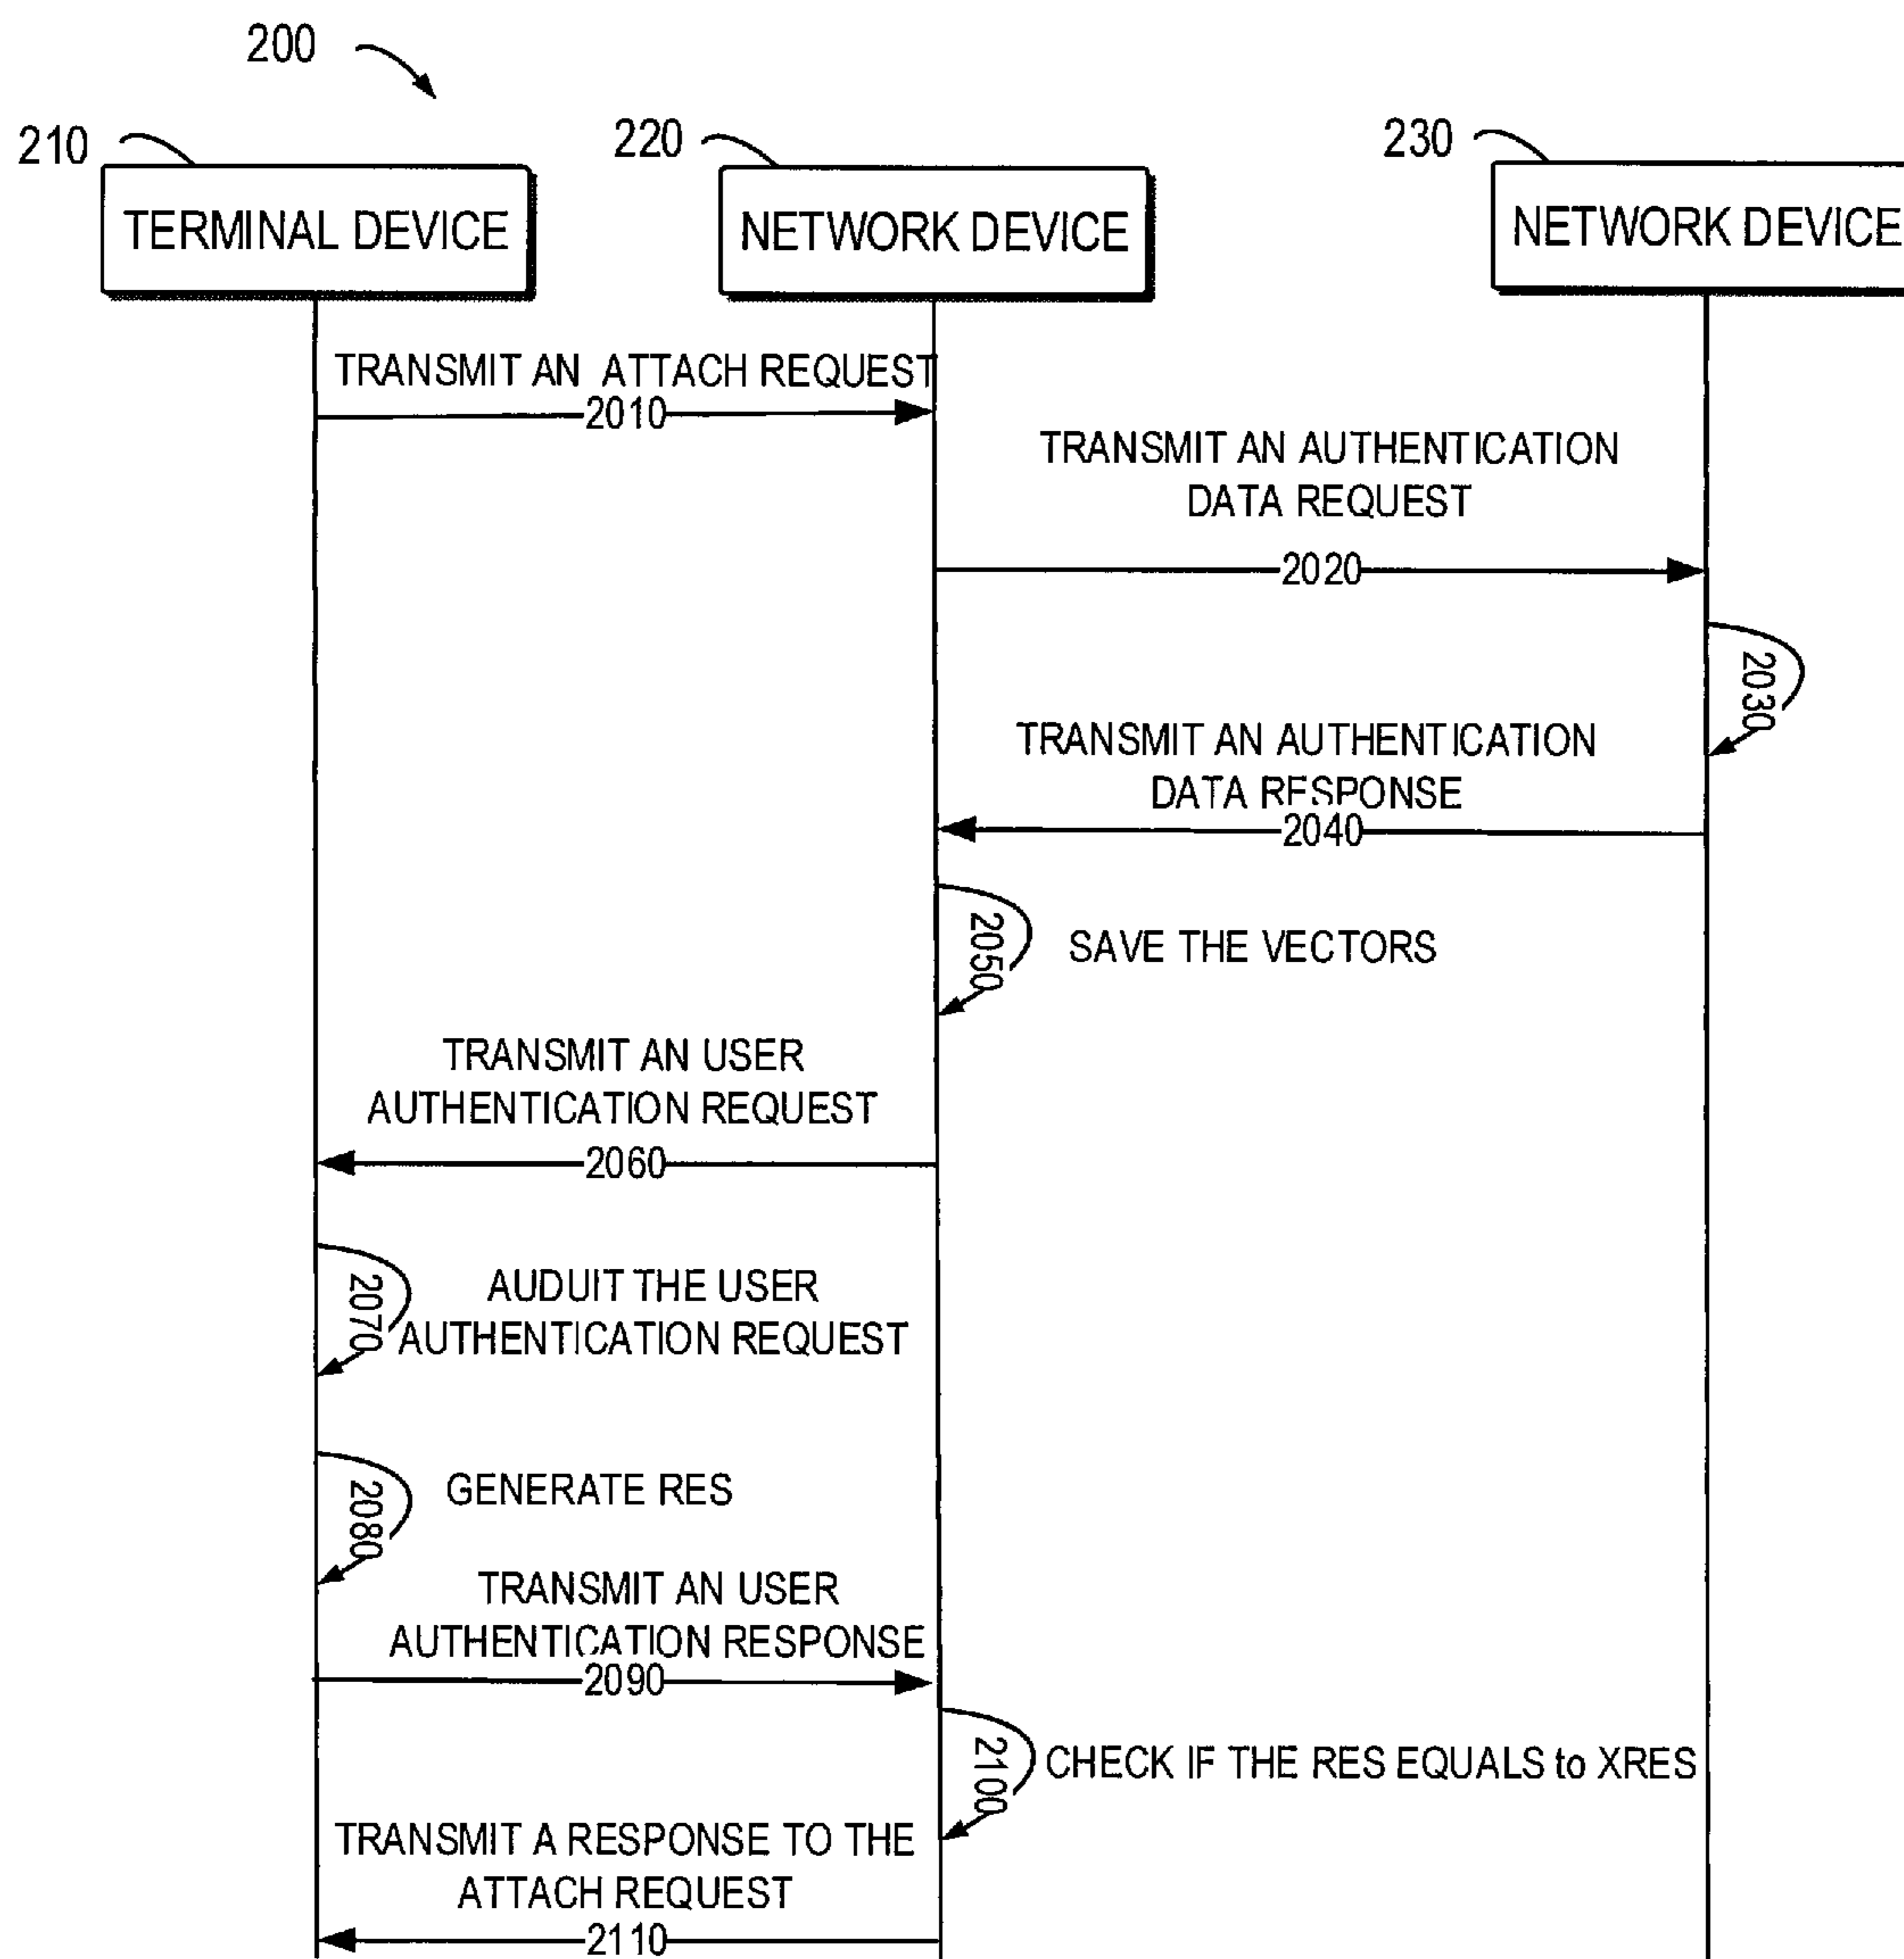 200
210
220
230
TERMINAL DEVICE
NETWORK DEVICE
NETWORK DEVICE
TRANSMIT AN ATTACH REQUEST
2010
TRANSMIT AN AUTHENTICATION
DATA REQUEST
2020
2030
TRANSMIT AN AUTHENTICATION
DATA RESPONSE
2040
2050
SAVE THE VECTORS
TRANSMIT AN USER
AUTHENTICATION REQUEST
2060
2070
AUDUIT THE USER
AUTHENTICATION REQUEST
2080
GENERATE RES
TRANSMIT AN USER
AUTHENTICATION RESPONSE
2090
2100
CHECK IF THE RES EQUALS to XRES
TRANSMIT A RESPONSE TO THE
ATTACH REQUEST
2110